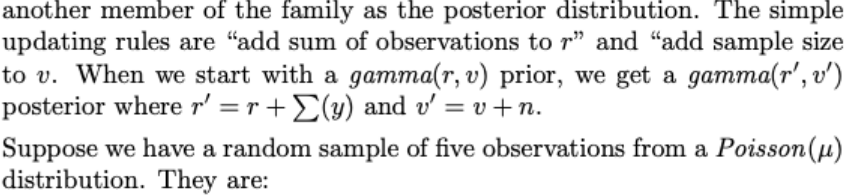 another member of the family as the posterior distribution. The simple
updating rules are “add sum of observations to r” and “add sample size
to v. When we start with a gamma(r, v) prior, we get a gamma(r′, v′)
posterior where r′ = r + ∑(y) and v′ = v + n.
Suppose we have a random sample of five observations from a Poisson(μ)
distribution. They are: